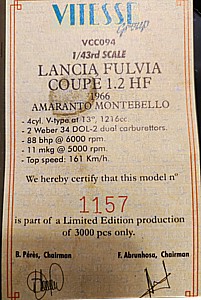 VITESSE
Group
VCC094
1/43rd SCALE
LANCIA FULVIA
COUPE 1.2 HF
1966
AMARANTO MONTEBELLO
- 4cyl. V-type at 13°, 1216cc
- 2 Weber 34 DOL-2 dual carburettors.
- 88 bhp @ 6000 rpm.
- 11 mkg @ 5000 rpm.
- Top speed: 161 Km/h.
We hereby certify that this model nº
1157
is part of a Limited Edition production
of 3000 pcs only.
B. Pérès, Chairman F. Abrunhosa, Chairman